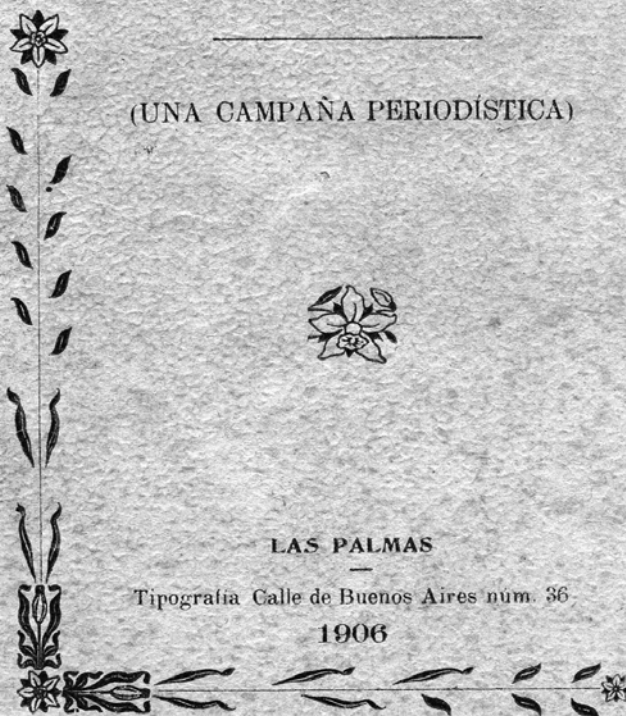 (UNA CAMPAÑA PERIODÍSTICA)
LAS PALMAS
Tipografía Calle de Buenos Aires núm. 36
1906